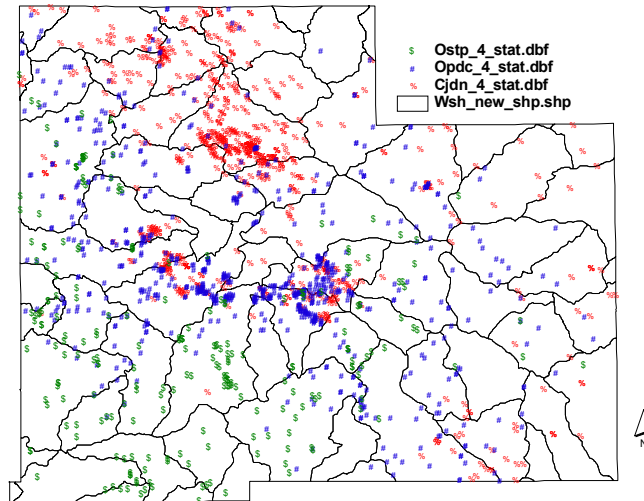 $ Ostp_4_stat.dbf
# Opdc_4_stat.dbf
% Cjdn_4_stat.dbf
Wsh_new_shp.shp
N